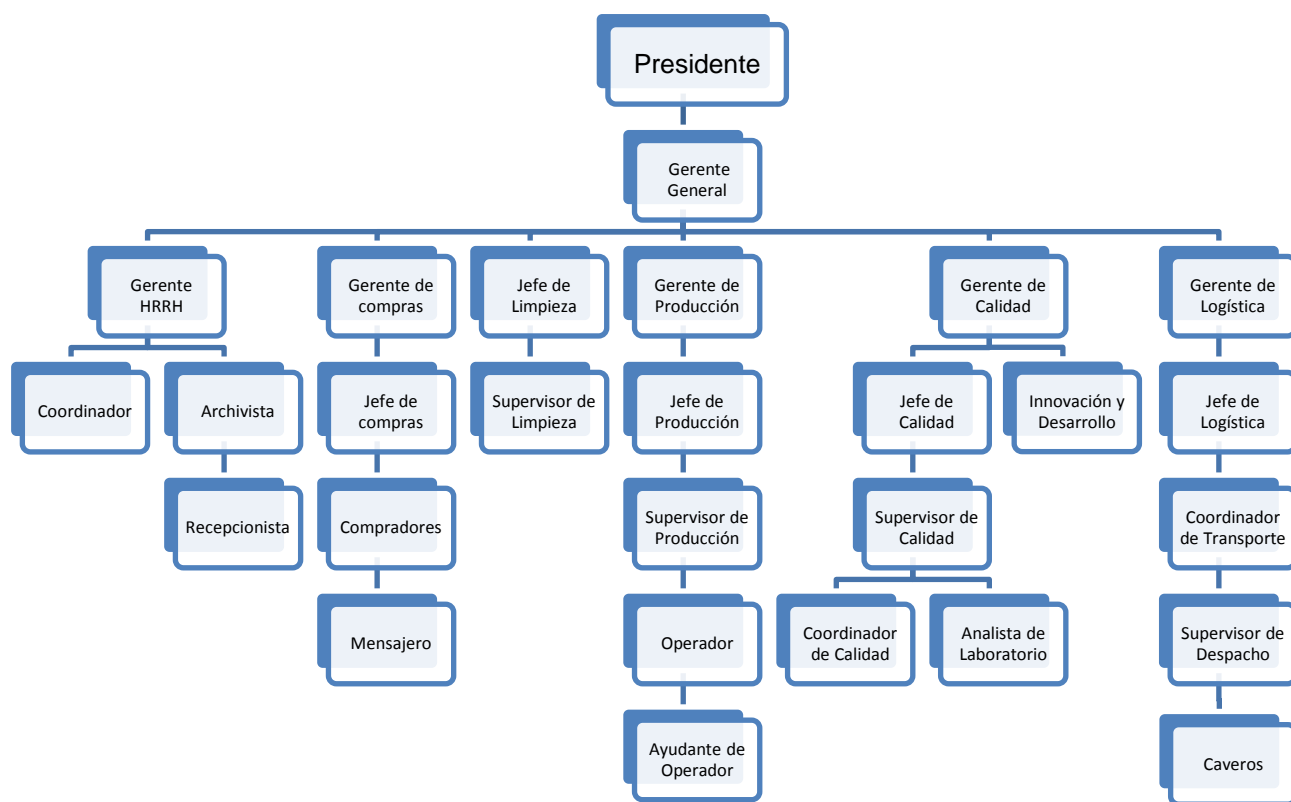 Presidente
Gerente
General
Gerente
HRRH
Gerente de
compras
Jefe de
Limpieza
Gerente de
Producción
Gerente de
Calidad
Gerente de
Logística
Coordinador
Archivista
Jefe de
compras
Supervisor de
Limpieza
Jefe de
Producción
Jefe de
Calidad
Innovación y
Desarrollo
Jefe de
Logística
Recepcionista
Compradores
Supervisor de
Producción
Supervisor de
Calidad
Coordinador
de Transporte
Mensajero
Operador
Coordinador
de Calidad
Analista de
Laboratorio
Supervisor de
Despacho
Ayudante de
Operador
Caveros